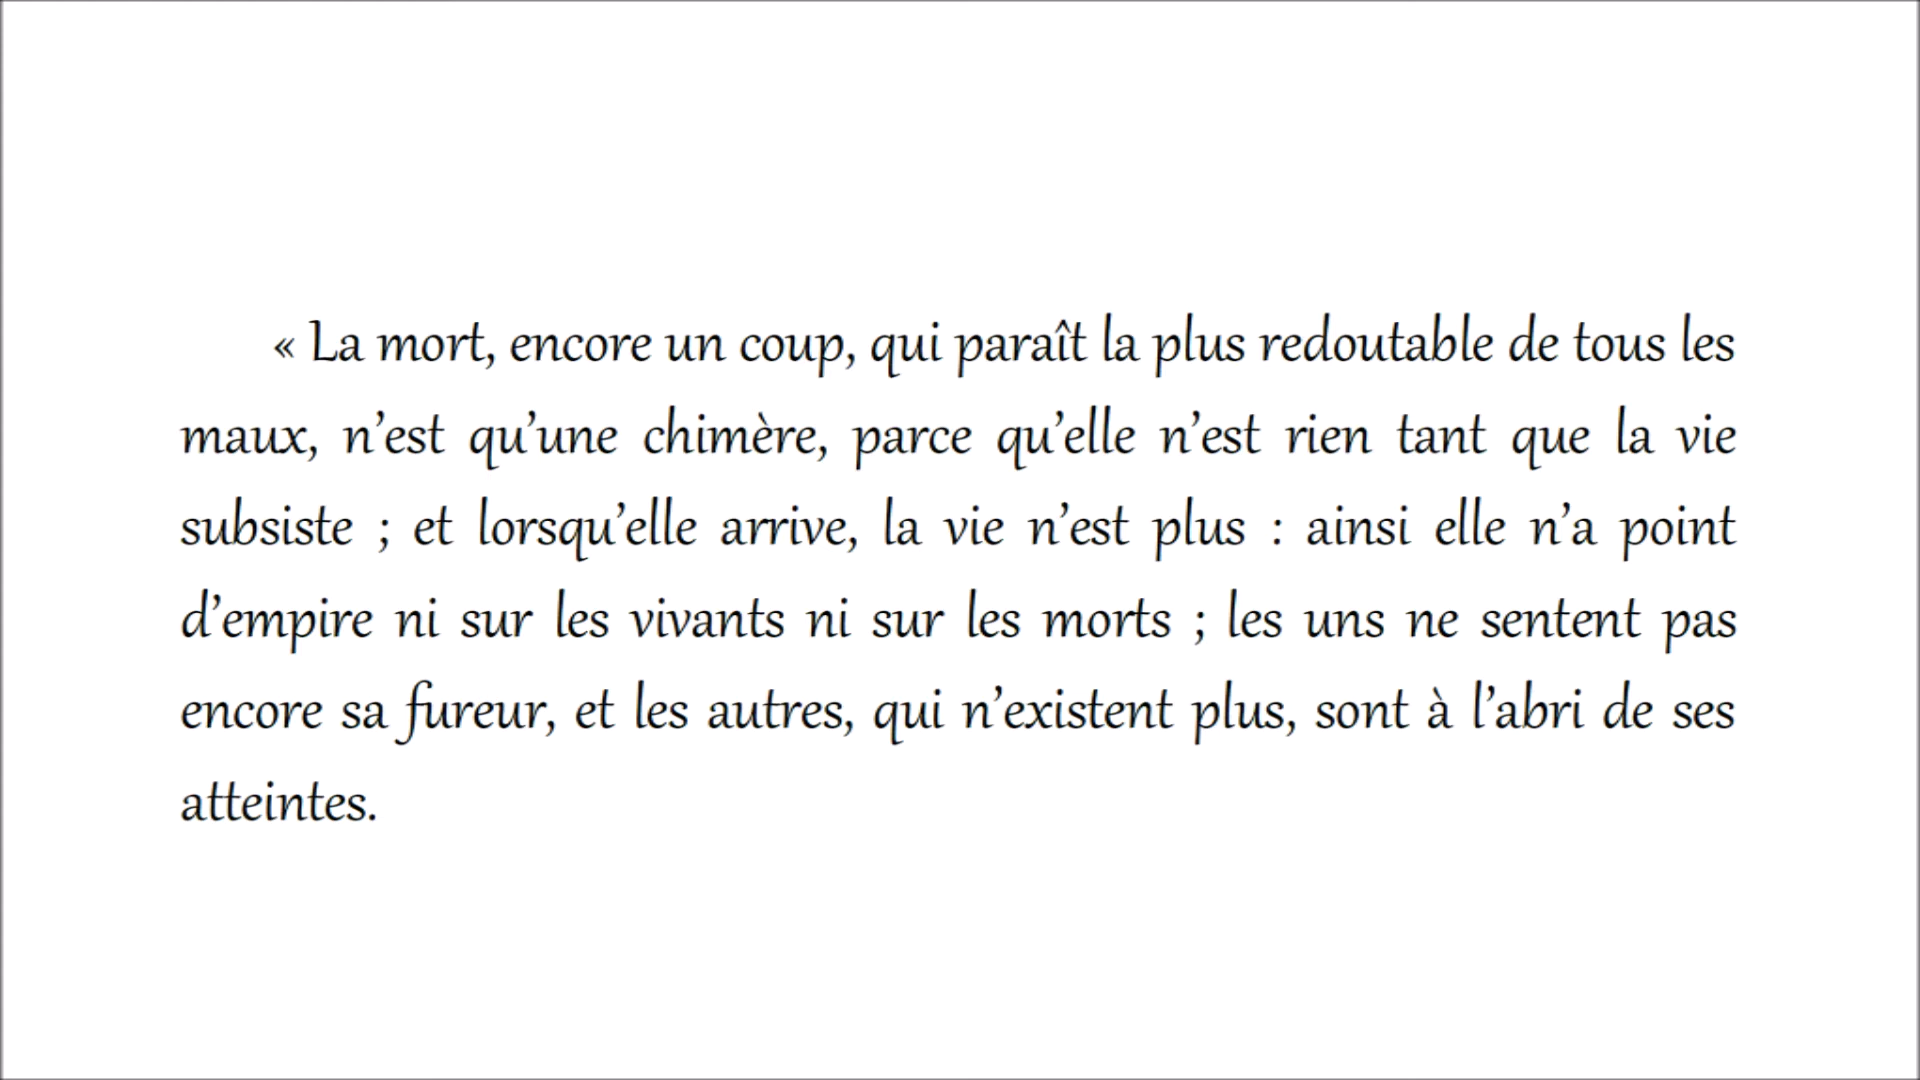 « La mort, encore un coup, qui paraît la plus redoutable de tous les
maux, n’est qu’une chimère, parce qu’elle n’est rien tant que la vie
subsiste ; et lorsqu’elle arrive, la vie n’est plus : ainsi elle n’a point
d’empire ni sur les vivants ni sur les morts ; les uns ne sentent pas
encore sa fureur, et les autres, qui n’existent plus, sont à l’abri de ses
atteintes.